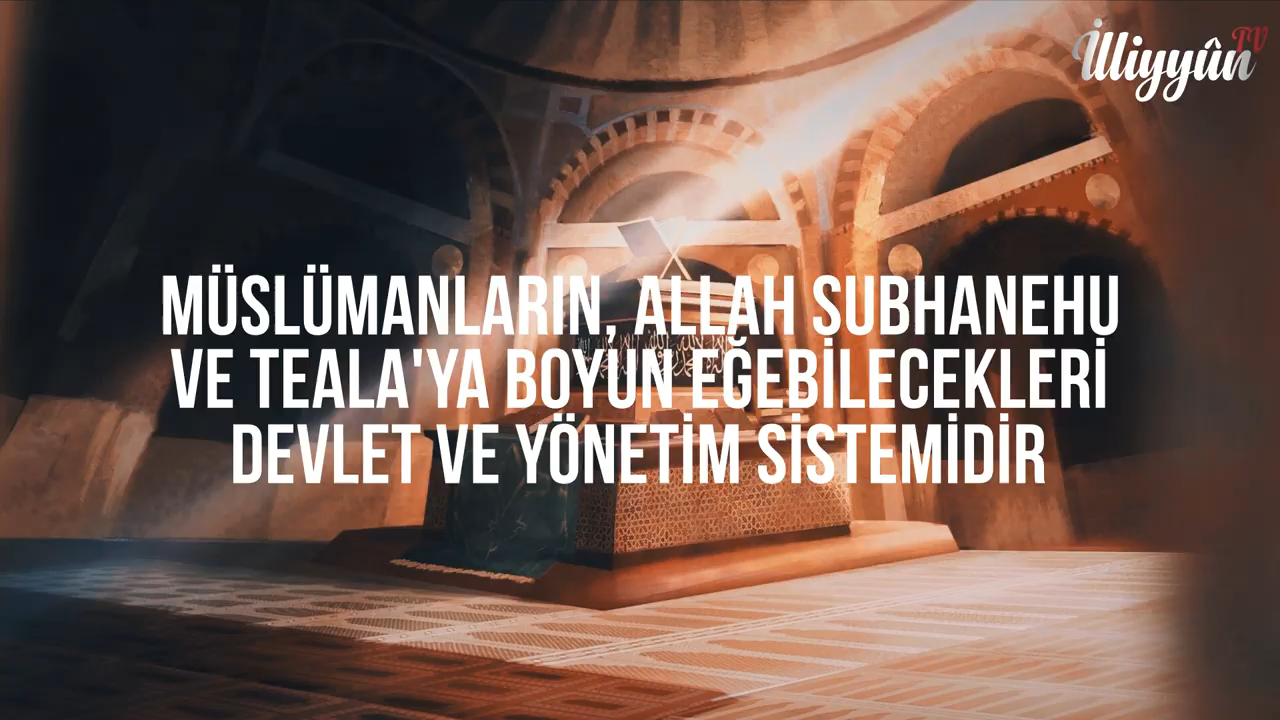 İlliyyûn TV
MÜSLÜMANLARIN, ALLAH SUBHANEHU
VE TEALA'YA BOYUN EĞEBİLECEKLERİ
DEVLET VE YÖNETİM SİSTEMİDİR